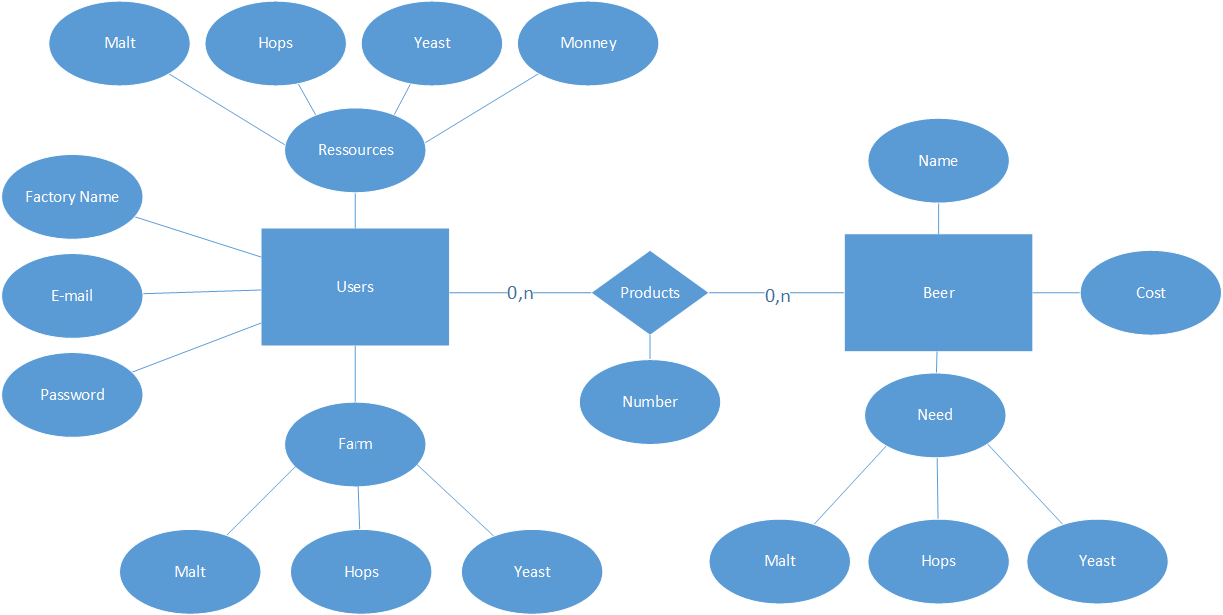 Malt
Hops
Yeast
Monney
Ressources
Name
Factory Name
Users
0,n
Products
0,n
Beer
Cost
E-mail
Password
Number
Need
Farm
Malt
Hops
Yeast
Malt
Hops
Yeast